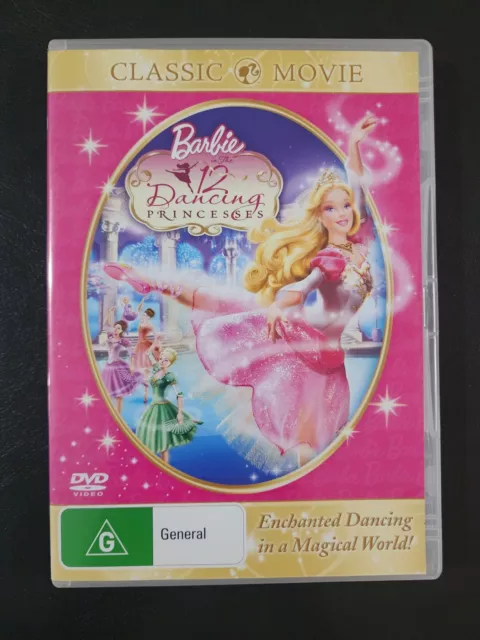 CLASSIC MOVIE
Barbie
in The
12
Dancing
PRINCESSES
DVD
VIDEO
G
General
Enchanted Dancing
in a Magical World!